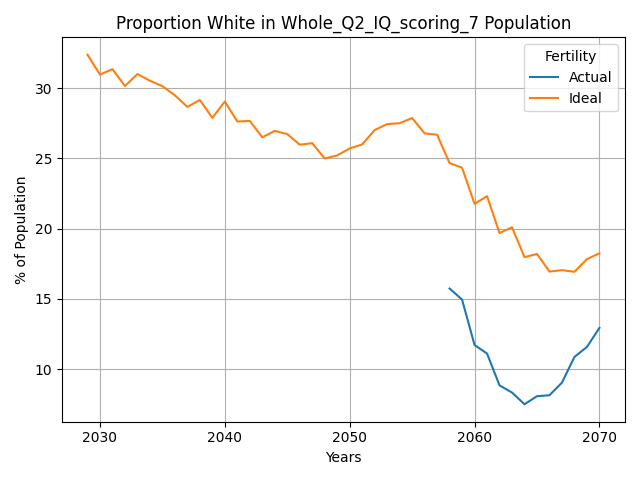 Proportion White in Whole_Q2_IQ_scoring_7 Population
Fertility
Actual
Ideal
% of Population
30
25
20
15
10
2030 2040 2050 2060 2070
Years